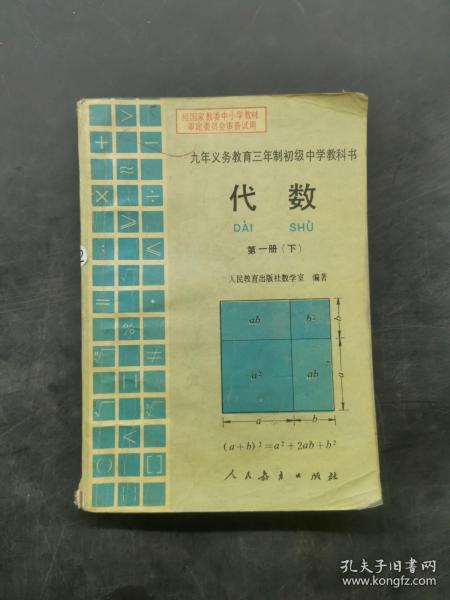 经国家教委中小学教材
审定委员会审查试用
九年义务教育三年制初级中学教科书
代数
DÀI SHÙ
第一册(下)
人民教育出版社数学室 编著
ab b²
b
a² ab
a
a b
(a+b)²=a²+2ab+b²
人民教育出版社
孔夫子旧书网
www.kongfz.com